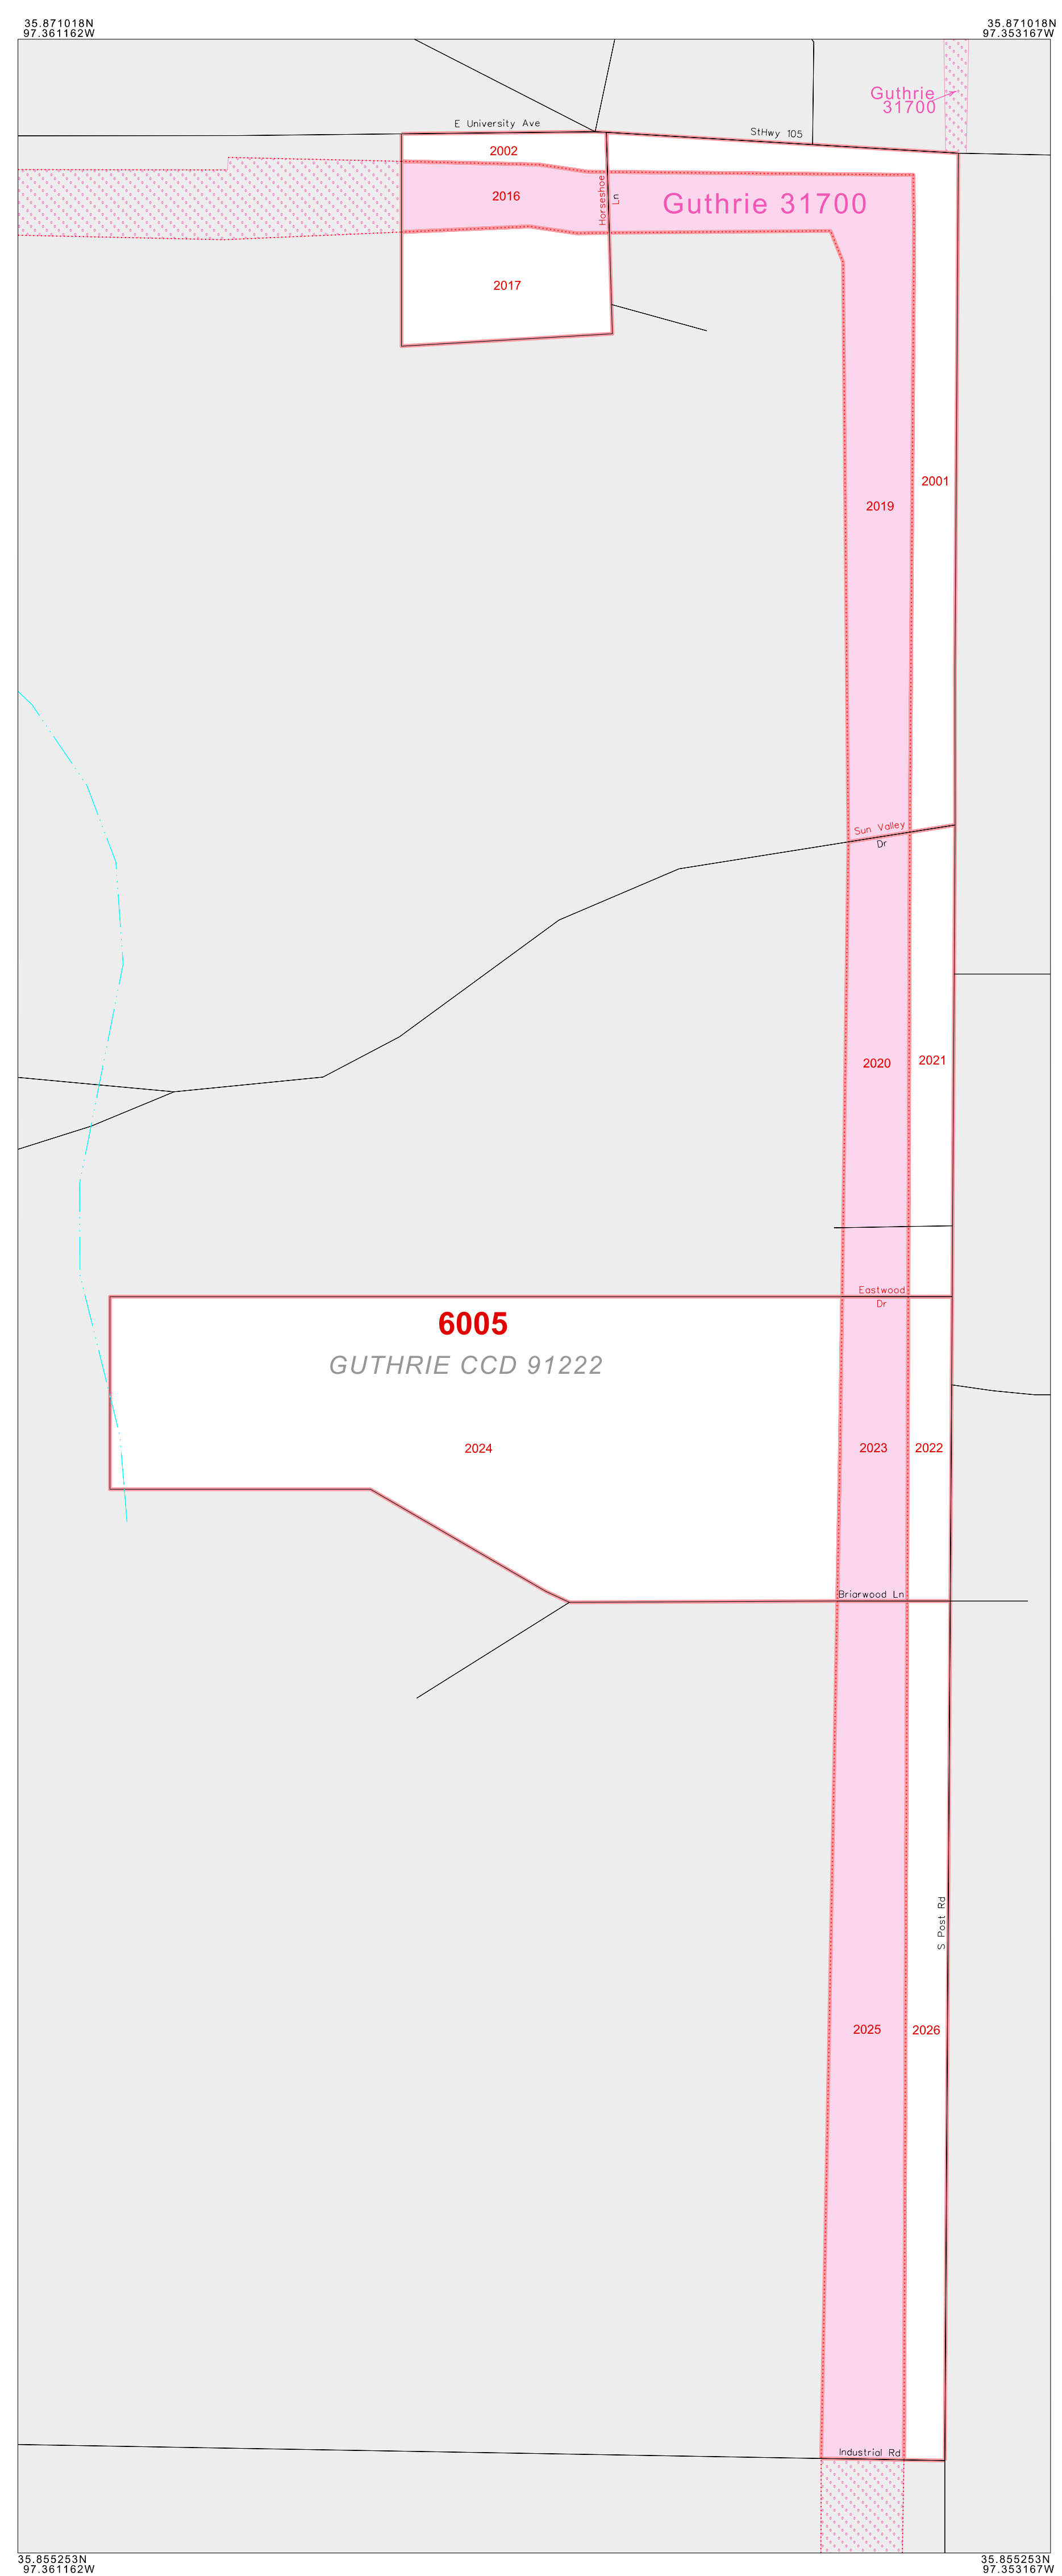 35.871018N
97.361162W
35.871018N
97.353167W
Guthrie
31700
E University Ave
StHwy 105
2002
2016
Horseshoe
Ln
Guthrie 31700
2017
2001
2019
Sun Valley
Dr
2020
2021
Eastwood
Dr
6005
GUTHRIE CCD 91222
2024
2023
2022
Briarwood Ln
S Post Rd
2025
2026
Industrial Rd
35.855253N
97.361162W
35.855253N
97.353167W